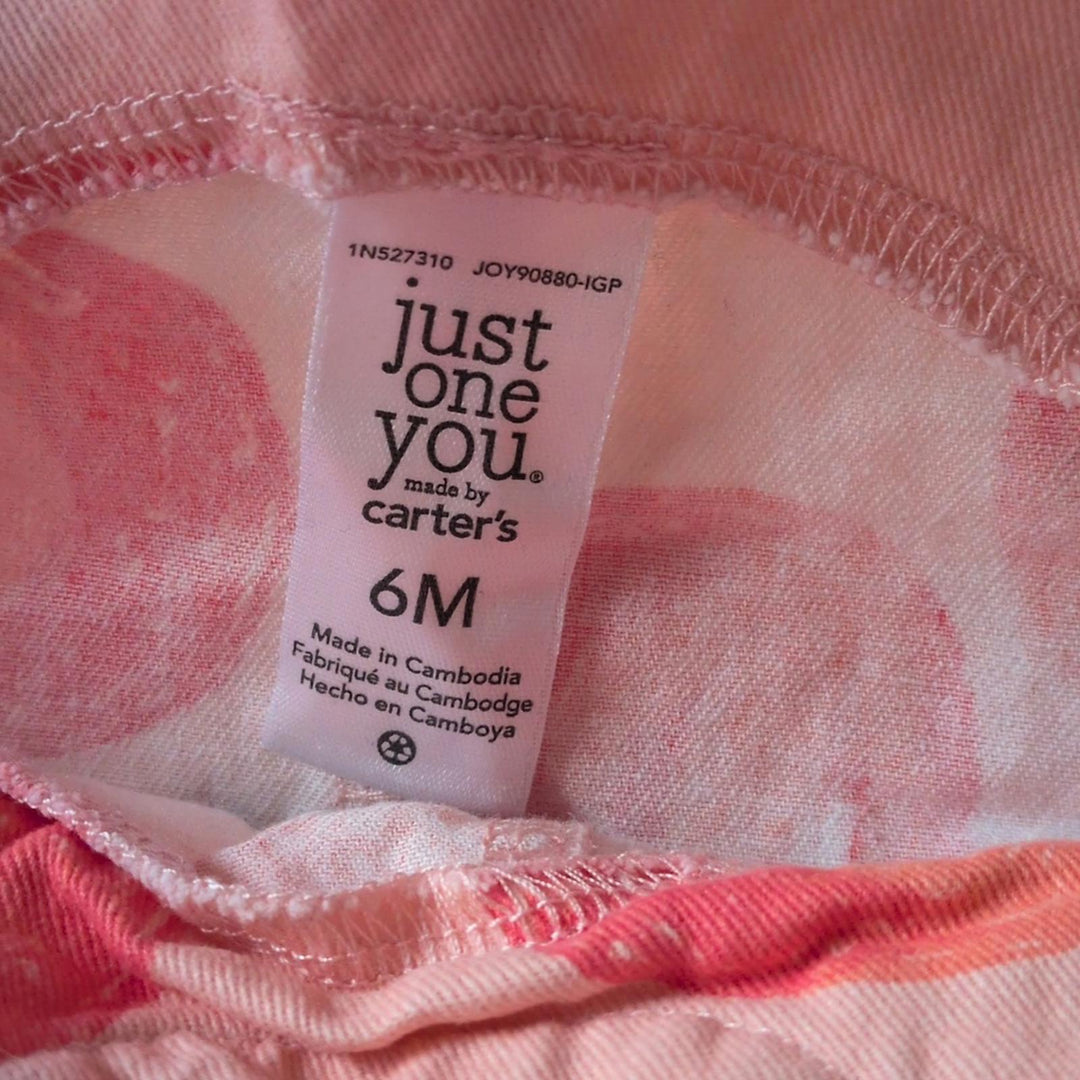 1N527310 JOY90880-IGP
just
one
you®
made by
carter's
6M
Made in Cambodia
Fabriqué au Cambodge
Hecho en Camboya